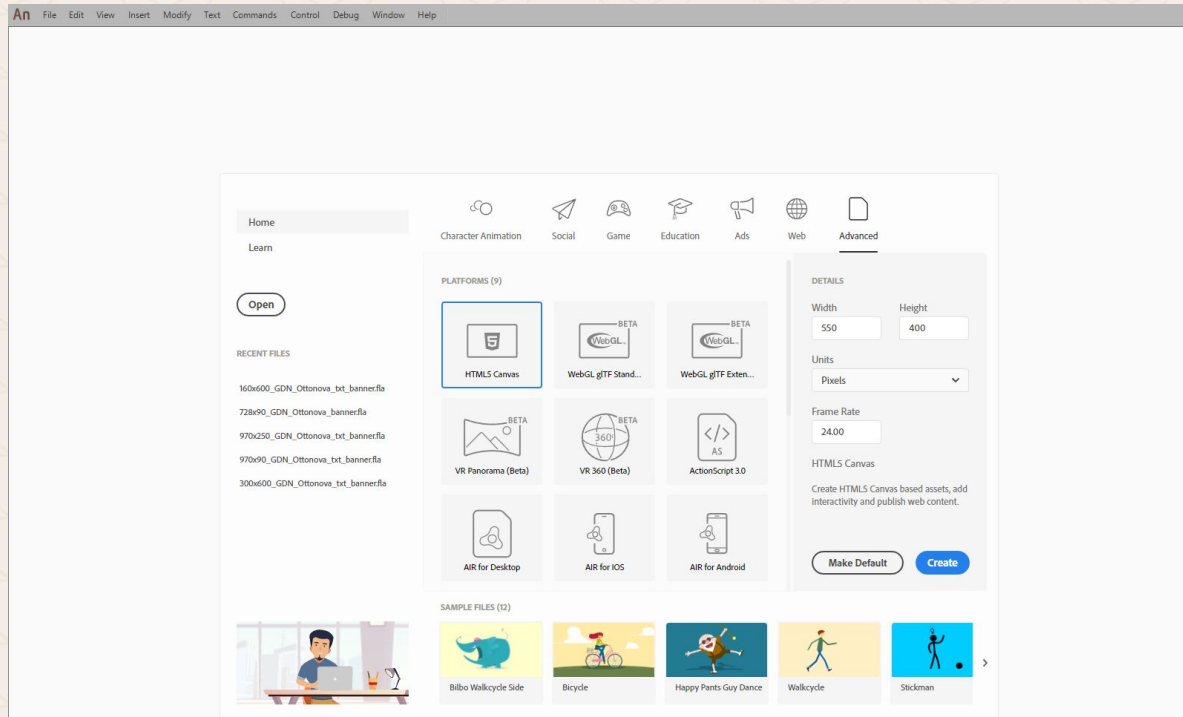 An File Edit View Insert Modify Text Commands Control Debug Window Help
Home
Learn
Open
RECENT FILES
160x600_GDN_Ottonova_txt_banner.fla
728x90_GDN_Ottonova_banner.fla
970x250_GDN_Ottonova_txt_banner.fla
970x90_GDN_Ottonova_txt_banner.fla
300x600_GDN_Ottonova_txt_banner.fla
Character Animation Social Game Education Ads Web Advanced
PLATFORMS (9)
5
HTML5 Canvas
BETA
WebGL
WebGL glTF Stand...
BETA
WebGL
WebGL glTF Exten...
BETA
VR Panorama (Beta)
BETA
360°
VR 360 (Beta)
</>
AS
ActionScript 3.0
AIR for Desktop
AIR for IOS
AIR for Android
DETAILS
Width Height
550 400
Units
Pixels
Frame Rate
24.00
HTML5 Canvas
Create HTML5 Canvas based assets, add
interactivity and publish web content.
Make Default Create
SAMPLE FILES (12)
Bilbo Walkcycle Side Bicycle Happy Pants Guy Dance Walkcycle Stickman